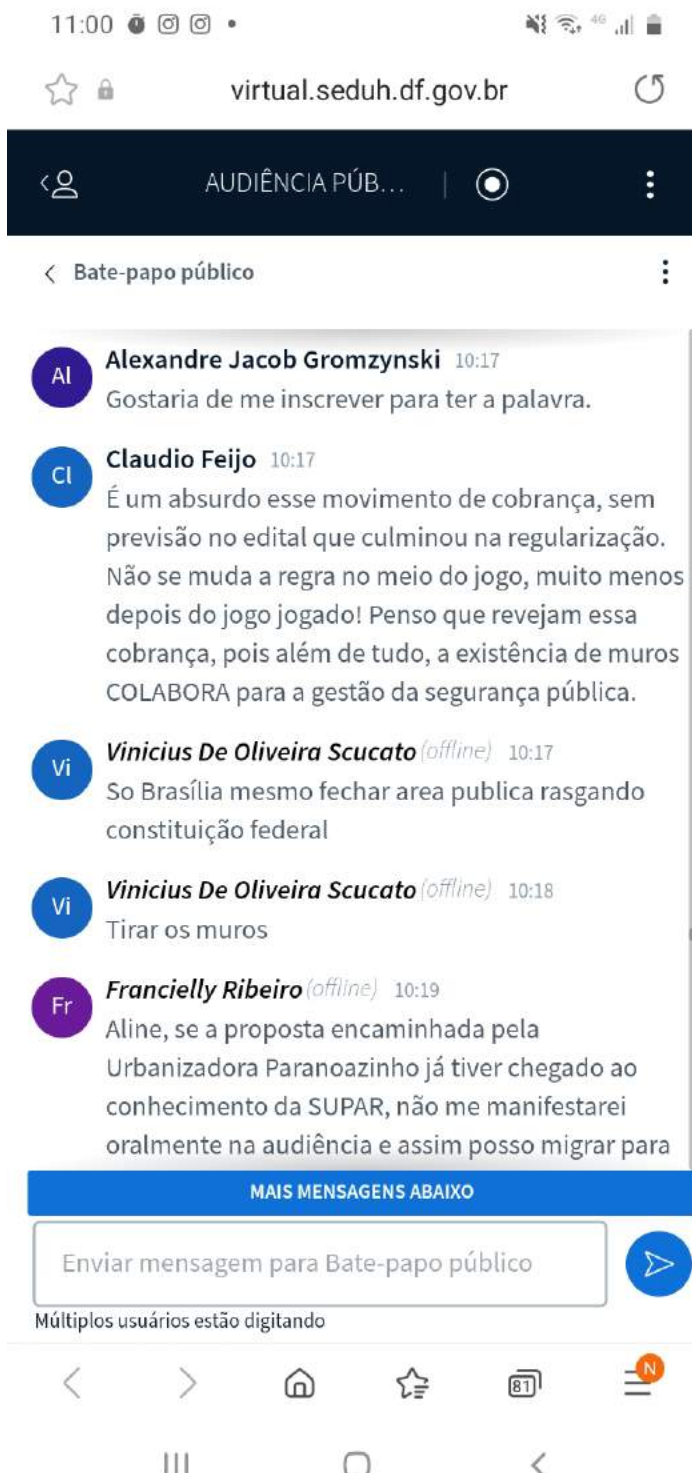 11:00
4G
virtual.seduh.df.gov.br
AUDIÊNCIA PÚB...
Bate-papo público
Al
Alexandre Jacob Gromzynski 10:17
Gostaria de me inscrever para ter a palavra.
Cl
Claudio Feijo 10:17
É um absurdo esse movimento de cobrança, sem
previsão no edital que culminou na regularização.
Não se muda a regra no meio do jogo, muito menos
depois do jogo jogado! Penso que revejam essa
cobrança, pois além de tudo, a existência de muros
COLABORA para a gestão da segurança pública.
Vi
Vinicius De Oliveira Scucato (offline) 10:17
So Brasília mesmo fechar area publica rasgando
constituição federal
Vi
Vinicius De Oliveira Scucato (offline) 10:18
Tirar os muros
Fr
Francielly Ribeiro (offline) 10:19
Aline, se a proposta encaminhada pela
Urbanizadora Paranoazinho já tiver chegado ao
conhecimento da SUPAR, não me manifestarei
oralmente na audiência e assim posso migrar para
MAIS MENSAGENS ABAIXO
Enviar mensagem para Bate-papo público
Múltiplos usuários estão digitando
81
N